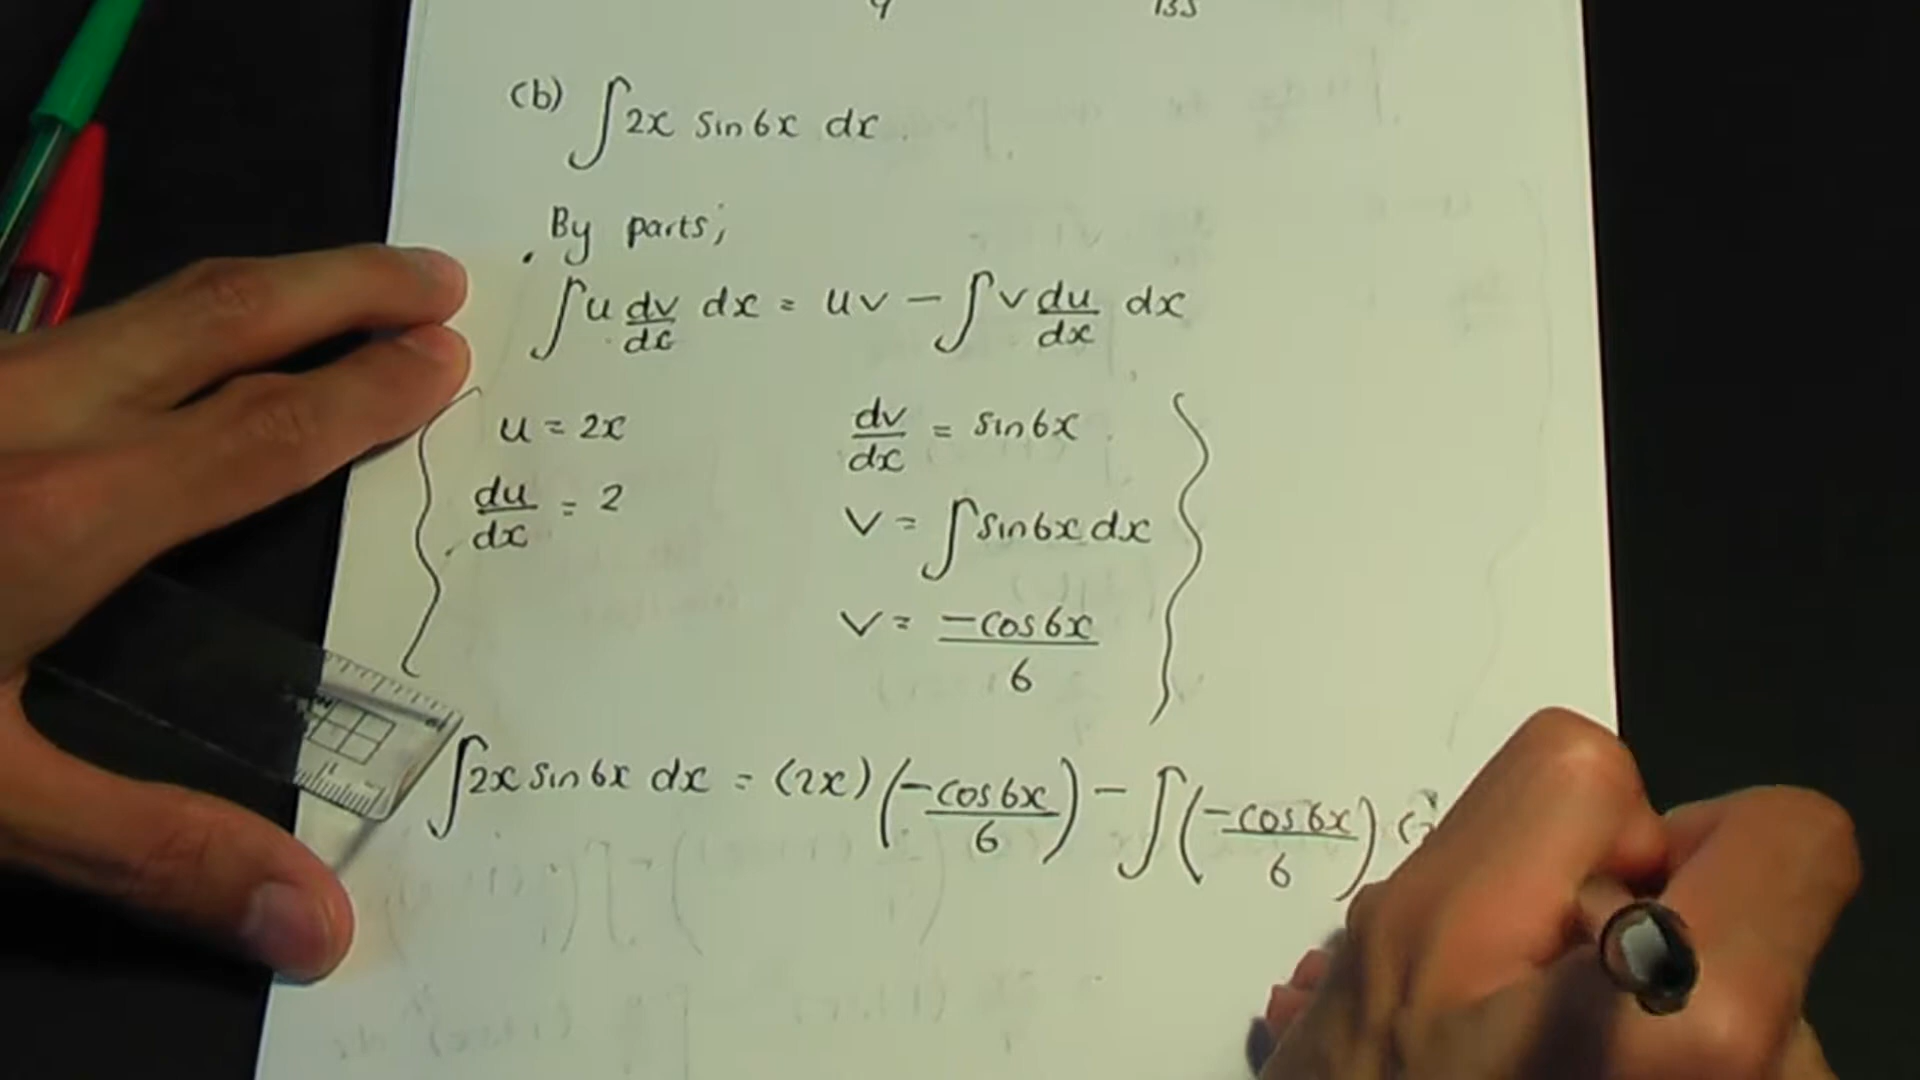 (b) ∫2x sin6x dx
By parts;
∫u dv/dx dx = uv − ∫v du/dx dx
u = 2x
du/dx = 2
dv/dx = sin6x
v = ∫sin6x dx
v = −cos6x/6
∫2x sin6x dx = (2x)(−cos6x/6) − ∫(−cos6x/6)(2